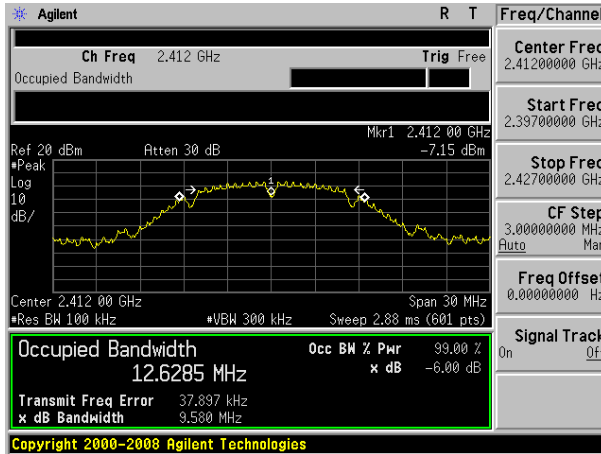 Agilent R T
Freq/Channel
Ch Freq 2.412 GHz Trig Free
Occupied Bandwidth
Center Freq
2.41200000 GHz
Start Freq
2.39700000 GHz
Mkr1 2.412 00 GHz
Ref 20 dBm Atten 30 dB -7.15 dBm
#Peak
Log
10
dB/
1
Stop Freq
2.42700000 GHz
CF Step
3.00000000 MHz
Auto Man
Freq Offset
0.00000000 Hz
Center 2.412 00 GHz Span 30 MHz
#Res BW 100 kHz #VBW 300 kHz Sweep 2.88 ms (601 pts)
Signal Track
On Of
Occupied Bandwidth
12.6285 MHz
Occ BW % Pwr 99.00 %
x dB -6.00 dB
Transmit Freq Error 37.897 kHz
x dB Bandwidth 9.580 MHz
Copyright 2000-2008 Agilent Technologies